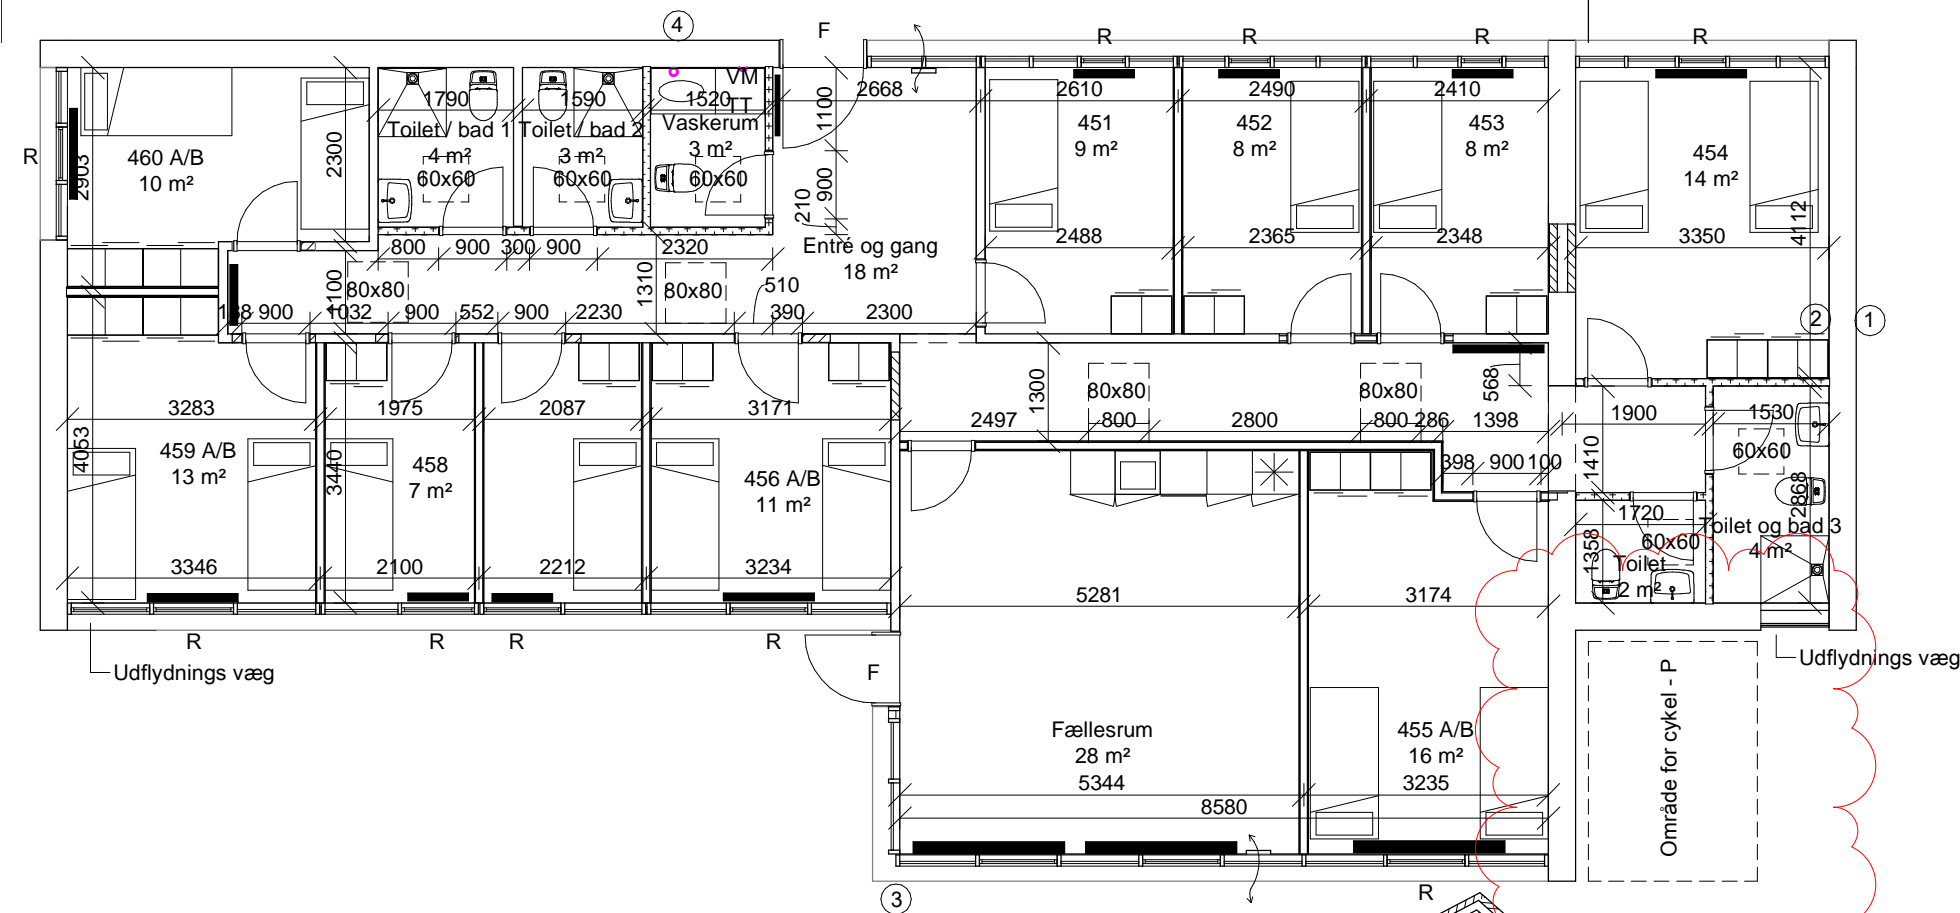 4
F
R
R
R
R
VM
TT
2668
2610
2490
2410
1790
1590
1520
1100
Toilet / bad 1
4 m²
60x60
Toilet / bad 2
3 m²
60x60
Vaskerum
3 m²
60x60
451
9 m²
452
8 m²
453
8 m²
454
14 m²
R
460 A/B
10 m²
2903
2300
210
900
4112
800
900
300
900
2320
Entré og gang
18 m²
2488
2365
2348
3350
1100
80x80
1310
80x80
510
900
1032
900
552
900
2230
390
2300
2
1
3283
1975
2087
3171
1300
80x80
80x80
568
2497
800
2800
800
286
1398
1900
1530
4053
459 A/B
13 m²
3440
458
7 m²
456 A/B
11 m²
398
900
100
1410
60x60
2868
1720
Toilet og bad 3
4 m²
60x60
1358
Toilet
2 m²
3346
2100
2212
3234
5281
3174
R
R
R
R
Udflydnings væg
F
Udflydnings væg
Område for cykel - P
Fællesrum
28 m²
455 A/B
16 m²
5344
3235
8580
3
R